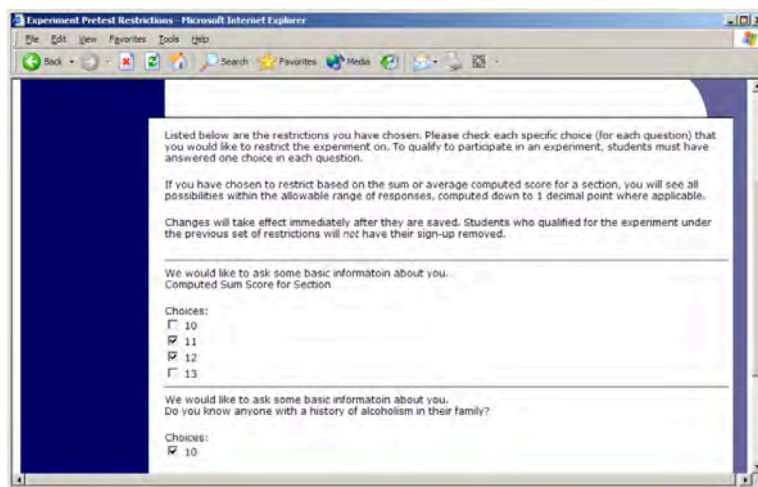 Experiment Pretest Restrictions - Microsoft Internet Explorer
File Edit View Favorites Tools Help
Back Search Favorites Media
Listed below are the restrictions you have chosen. Please check each specific choice (for each question) that
you would like to restrict the experiment on. To qualify to participate in an experiment, students must have
answered one choice in each question.
If you have chosen to restrict based on the sum or average computed score for a section, you will see all
possibilities within the allowable range of responses, computed down to 1 decimal point where applicable.
Changes will take effect immediately after they are saved. Students who qualified for the experiment under
the previous set of restrictions will not have their sign-up removed.
We would like to ask some basic informatoin about you.
Computed Sum Score for Section
Choices:
10
11
12
13
We would like to ask some basic informatoin about you.
Do you know anyone with a history of alcoholism in their family?
Choices:
10